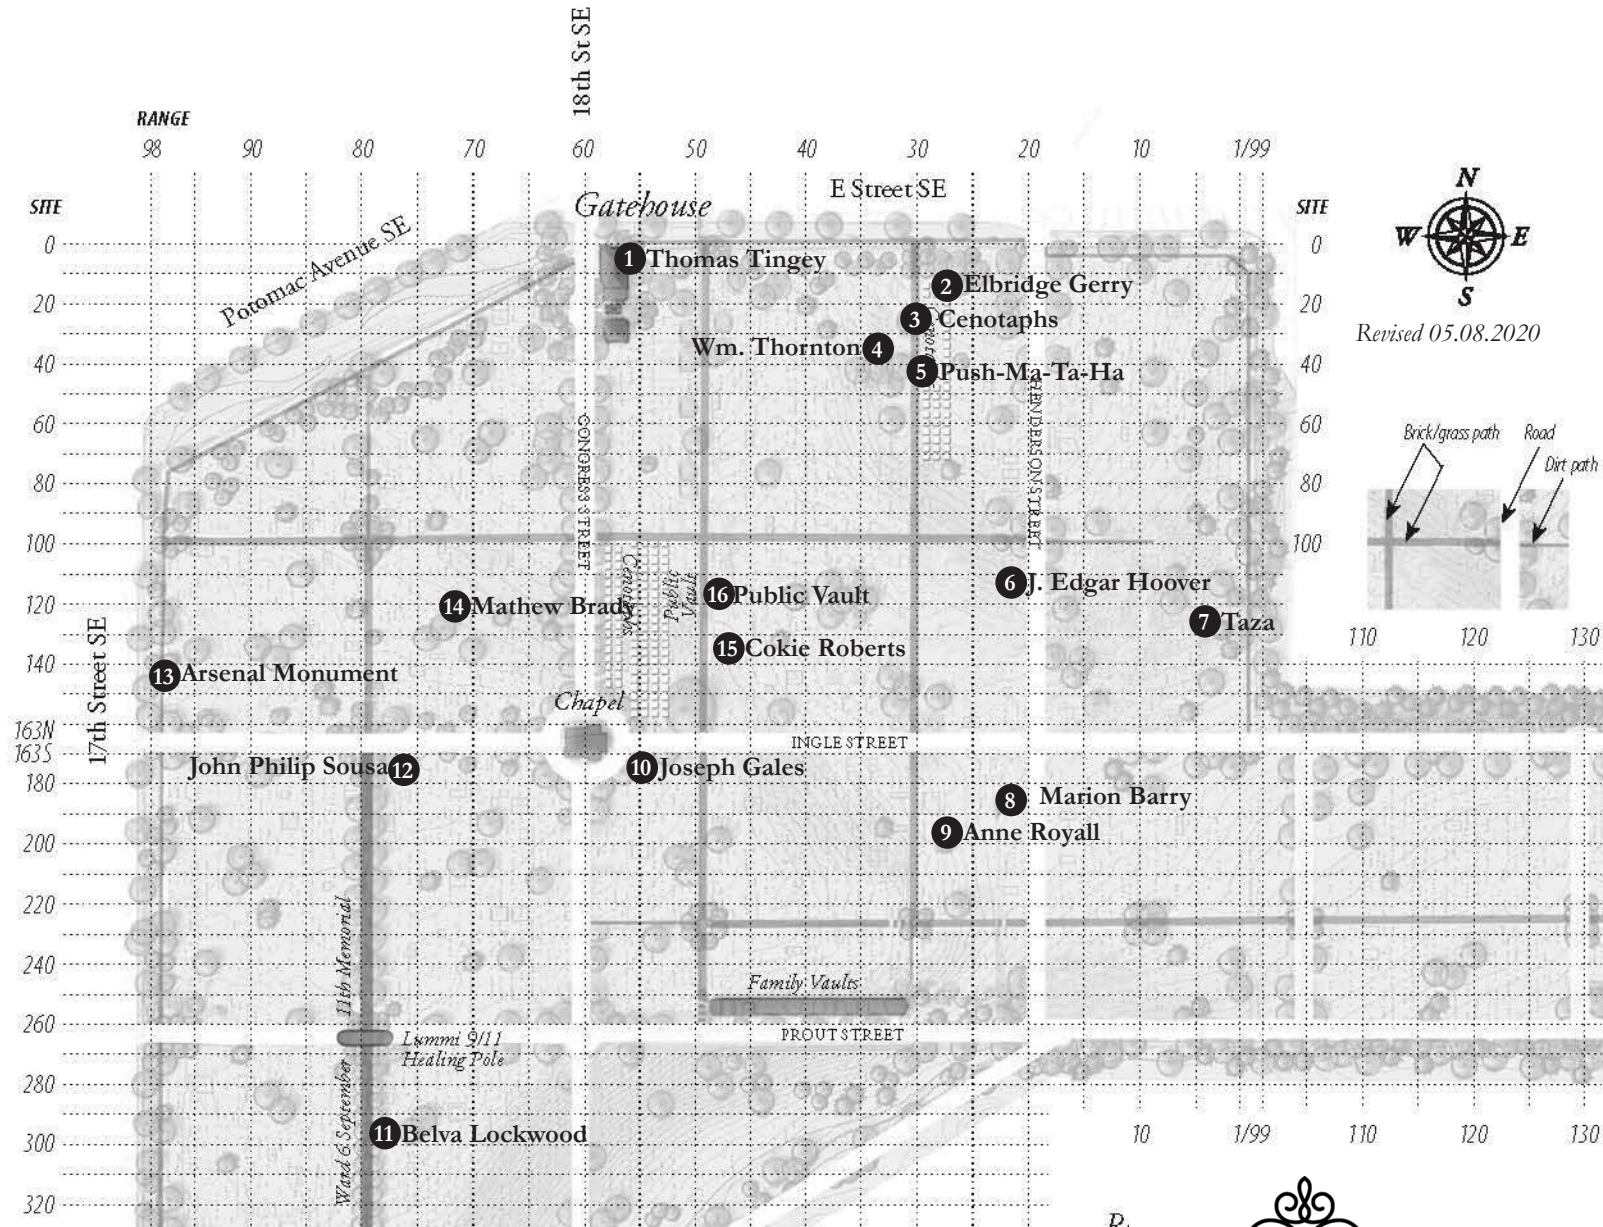 18th St SE
RANGE
98 90 80 70 60 50 40 30 20 10 1/99
E Street SE
Gatehouse
SITE
SITE
N
W E
S
Revised 05.08.2020
Potomac Avenue SE
0
20
40
60
80
100
120
140
163N
163S
180
200
220
240
260
280
300
320
0
20
40
60
80
100
1 Thomas Tingey
2 Elbridge Gerry
3 Cenotaphs
Wm. Thornton 4
5 Push-Ma-Ta-Ha
CONGRESS STREET
HENDERSON STREET
Brick/grass path
Road
Dirt path
110 120 130
Cenotaphs
Public
Vault
6 J. Edgar Hoover
16 Public Vault
14 Mathew Brady
7 Taza
15 Cokie Roberts
13 Arsenal Monument
17th Street SE
Chapel
INGLE STREET
John Philip Sousa 12
10 Joseph Gales
8 Marion Barry
9 Anne Royall
Family Vaults
PROUT STREET
Ward 6 September 11th Memorial
Lummi 9/11
Healing Pole
11 Belva Lockwood
10 1/99 110 120 130